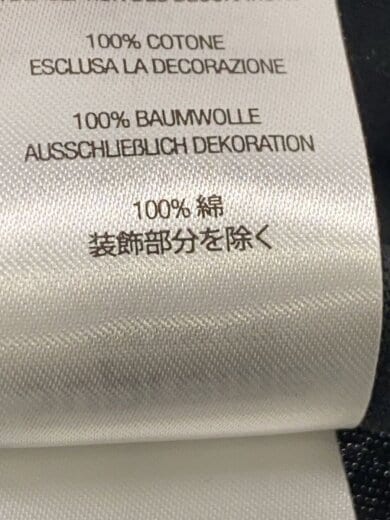 100% COTONE
ESCLUSA LA DECORAZIONE
100% BAUMWOLLE
AUSSCHLIEßLICH DEKORATION
100% 綿
装飾部分を除く